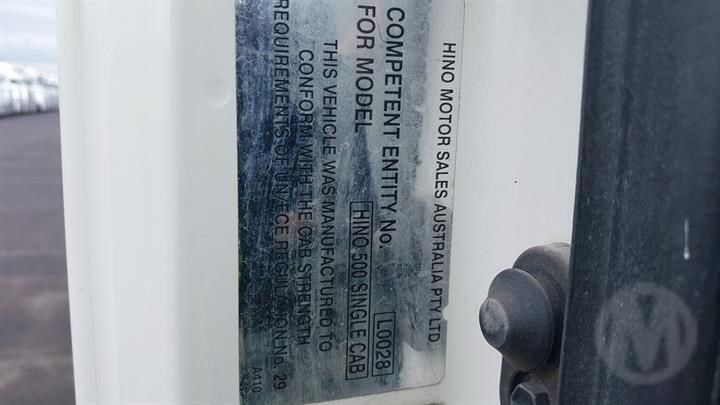 HINO MOTOR SALES AUSTRALIA PTY LTD
COMPETENT ENTITY No. L0028
FOR MODEL HINO 500 SINGLE CAB
THIS VEHICLE WAS MANUFACTURED TO
CONFORM WITH THE CAB STRENGTH
REQUIREMENTS OF UN/ECE REGULATION No. 29
A410
M